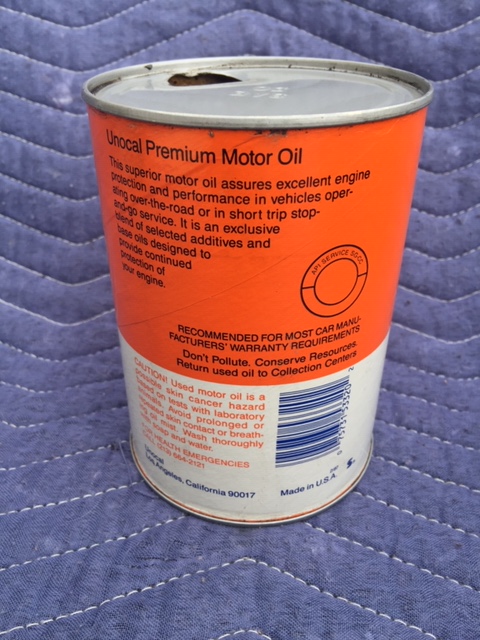 Unocal Premium Motor Oil
This superior motor oil assures excellent engine
protection and performance in vehicles oper-
ating over-the-road or in short trip stop-
and-go service. It is an exclusive
blend of selected additives and
base oils designed to
provide continued
protection of
your engine.
API SERVICE
RECOMMENDED FOR MOST CAR MANU-
FACTURERS' WARRANTY REQUIREMENTS
Don't Pollute. Conserve Resources.
Return used oil to Collection Centers
CAUTION! Used motor oil is a
possible skin cancer hazard
based on tests with laboratory
Avoid prolonged or
skin contact or breath-
oil mist. Wash thoroughly
soap and water.
HEALTH EMERGENCIES
Unocal
Los Angeles, California 90017
Made in U.S.A.